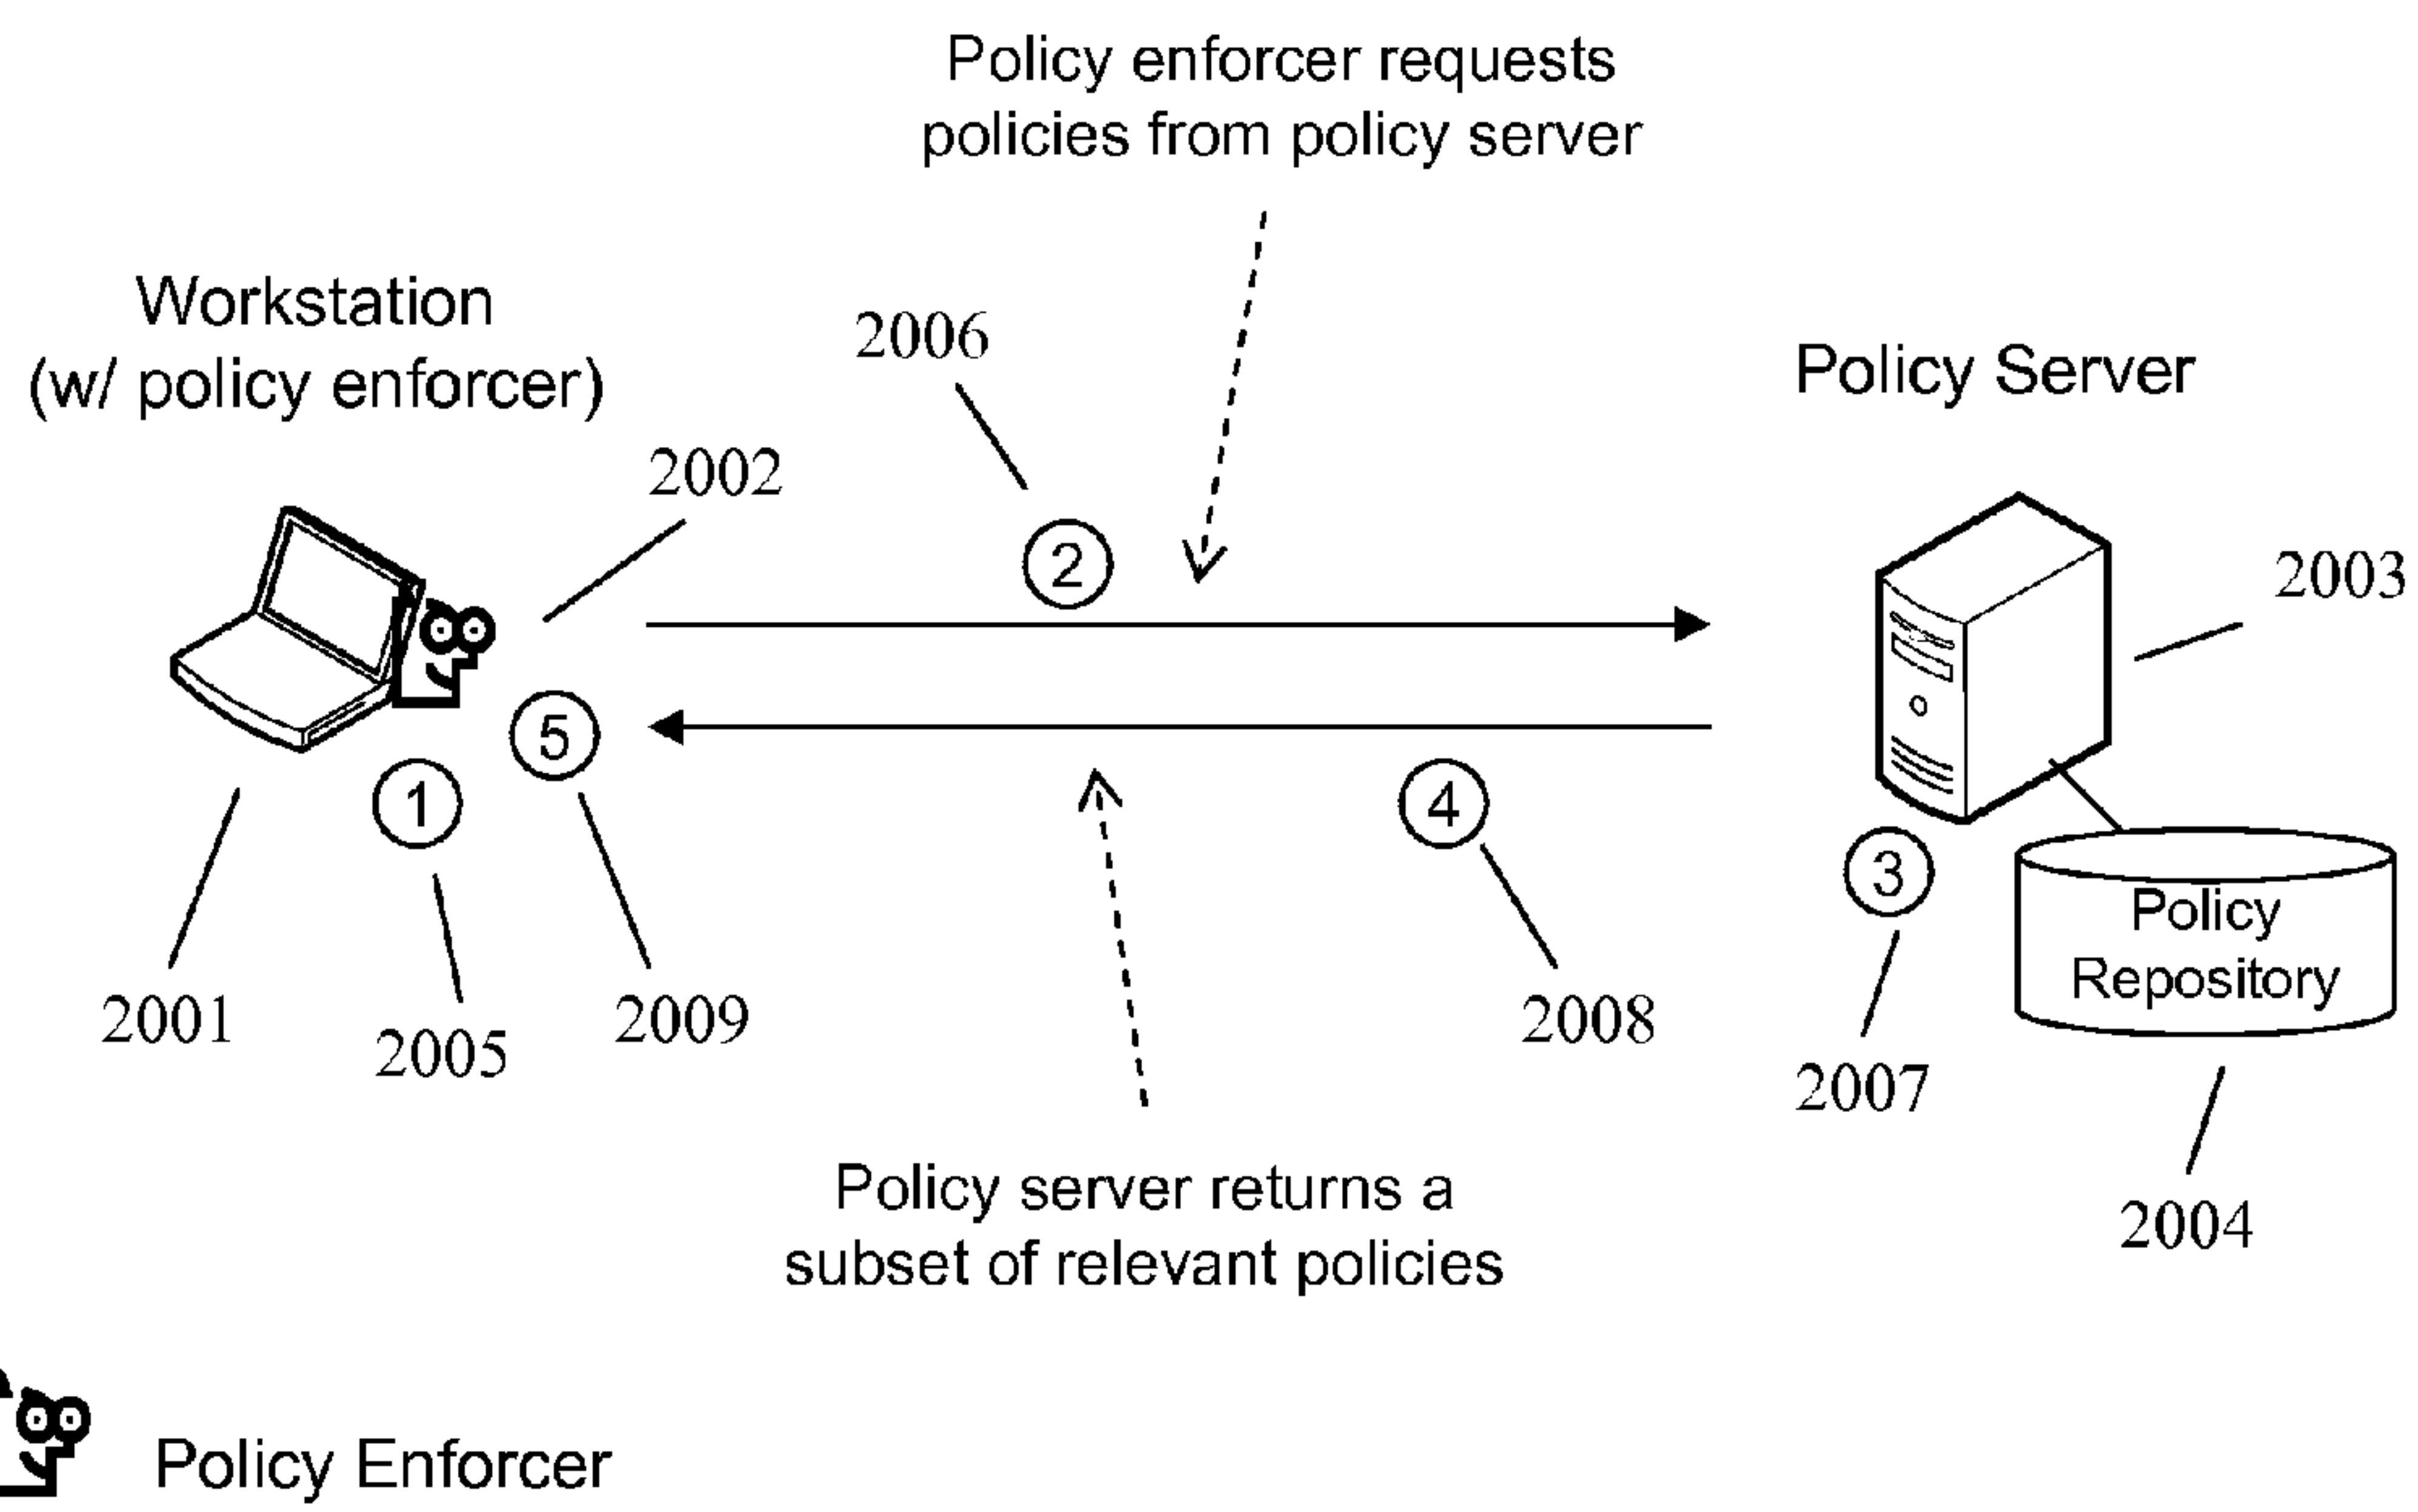 Policy enforcer requests
policies from policy server
Workstation
(w/ policy enforcer)
2006
Policy Server
2002
2
2003
5
1
4
3
Policy
Repository
2001
2005
2009
2008
2007
2004
Policy server returns a
subset of relevant policies
Policy Enforcer